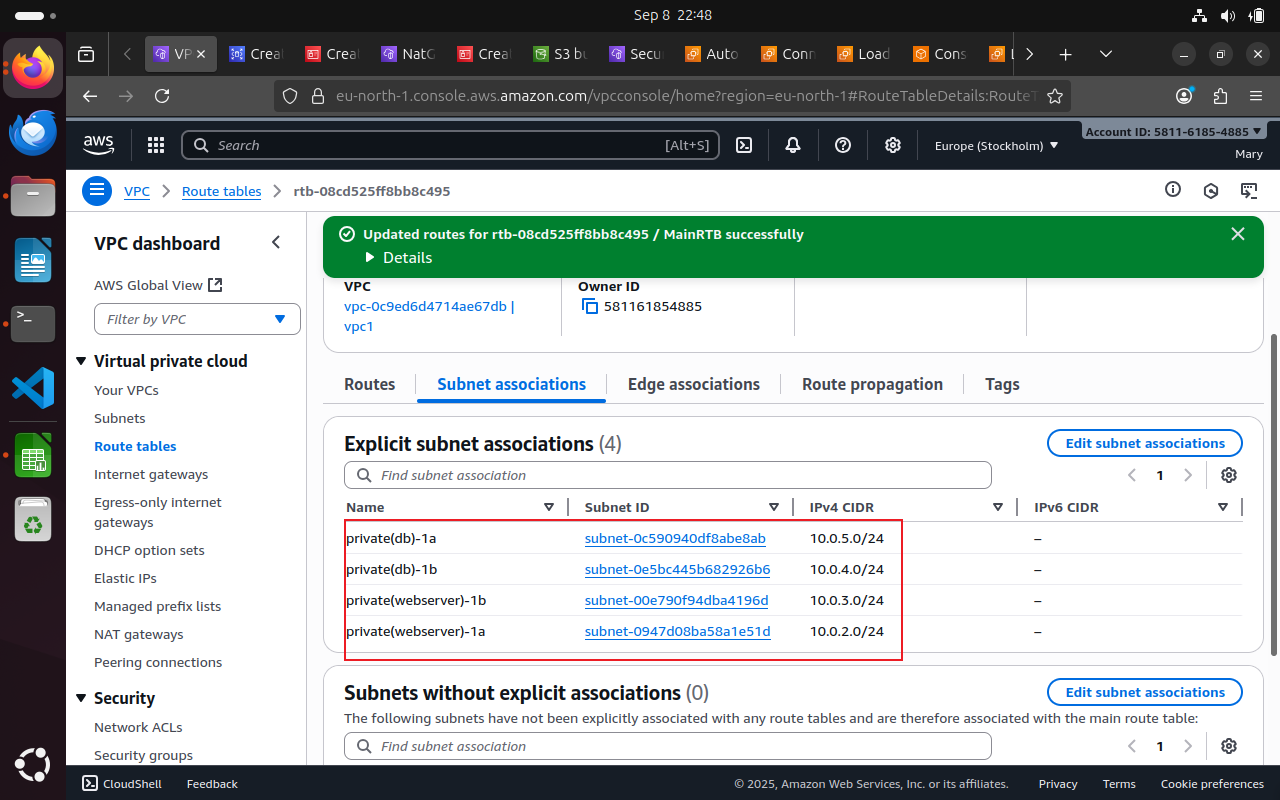 Sep 8 22:48
VP
Creat
Creat
NatG
Creat
S3 bu
Secu
Auto
Conn
Load
Cons
eu-north-1.console.aws.amazon.com/vpcconsole/home?region=eu-north-1#RouteTableDetails:RouteT
aws
Search
[Alt+S]
Europe (Stockholm)
Account ID: 5811-6185-4885
Mary
VPC
Route tables
rtb-08cd525ff8bb8c495
VPC dashboard
AWS Global View
Filter by VPC
Virtual private cloud
Your VPCs
Subnets
Route tables
Internet gateways
Egress-only internet
gateways
DHCP option sets
Elastic IPs
Managed prefix lists
NAT gateways
Peering connections
Security
Network ACLs
Security groups
Updated routes for rtb-08cd525ff8bb8c495 / MainRTB successfully
Details
VPC
vpc-0c9ed6d4714ae67db |
vpc1
Owner ID
581161854885
Routes
Subnet associations
Edge associations
Route propagation
Tags
Explicit subnet associations (4)
Edit subnet associations
Find subnet association
1
Name Subnet ID IPv4 CIDR IPv6 CIDR
private(db)-1a subnet-0c590940df8abe8ab 10.0.5.0/24 –
private(db)-1b subnet-0e5bc445b682926b6 10.0.4.0/24 –
private(webserver)-1b subnet-00e790f94dba4196d 10.0.3.0/24 –
private(webserver)-1a subnet-0947d08ba58a1e51d 10.0.2.0/24 –
Subnets without explicit associations (0)
Edit subnet associations
The following subnets have not been explicitly associated with any route tables and are therefore associated with the main route table:
Find subnet association
1
CloudShell
Feedback
© 2025, Amazon Web Services, Inc. or its affiliates.
Privacy
Terms
Cookie preferences